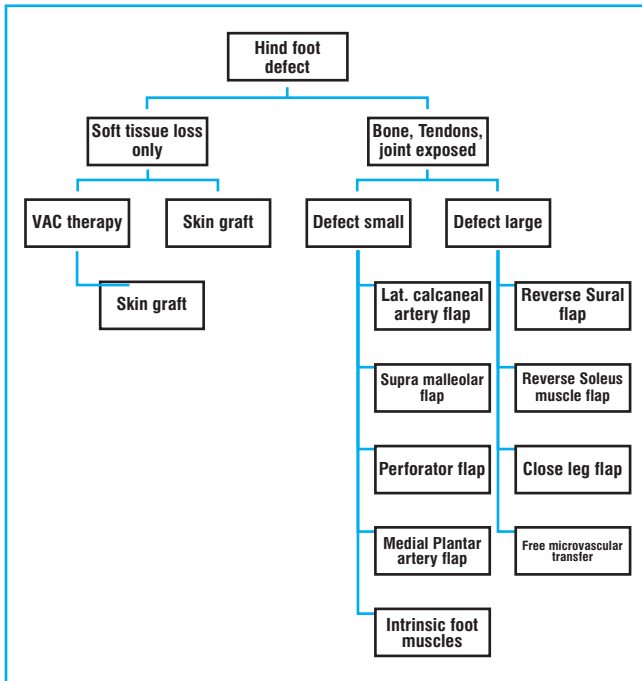 Hind foot
defect
Soft tissue loss
only
Bone, Tendons,
joint exposed
VAC therapy
Skin graft
Defect small
Defect large
Skin graft
Lat. calcaneal
artery flap
Reverse Sural
flap
Supra malleolar
flap
Reverse Soleus
muscle flap
Perforator flap
Close leg flap
Medial Plantar
artery flap
Free microvascular
transfer
Intrinsic foot
muscles